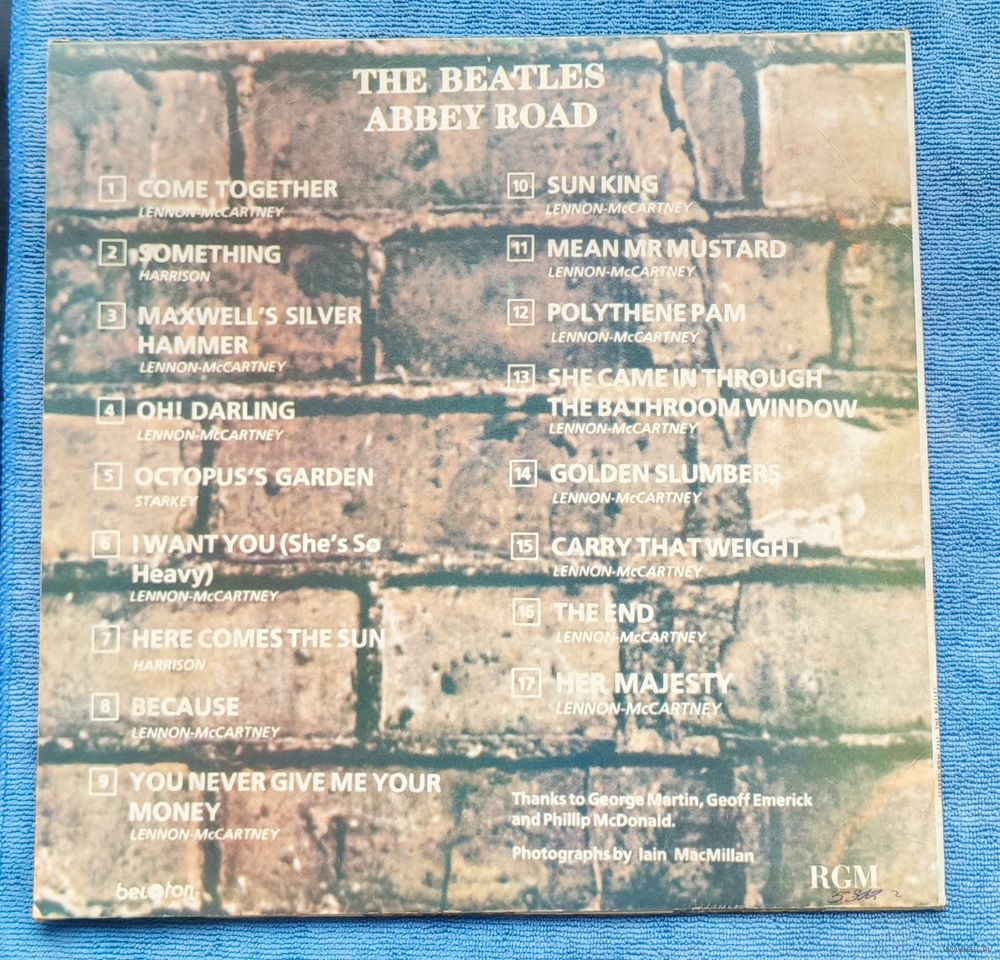 THE BEATLES
ABBEY ROAD
1 COME TOGETHER
LENNON-McCARTNEY
2 SOMETHING
HARRISON
3 MAXWELL'S SILVER
HAMMER
LENNON-McCARTNEY
4 OH! DARLING
LENNON-McCARTNEY
5 OCTOPUS'S GARDEN
STARKEY
6 I WANT YOU (She's So
Heavy)
LENNON-McCARTNEY
7 HERE COMES THE SUN
HARRISON
8 BECAUSE
LENNON-McCARTNEY
9 YOU NEVER GIVE ME YOUR
MONEY
LENNON-McCARTNEY
10 SUN KING
LENNON-McCARTNEY
11 MEAN MR MUSTARD
LENNON-McCARTNEY
12 POLYTHENE PAM
LENNON-McCARTNEY
13 SHE CAME IN THROUGH
THE BATHROOM WINDOW
LENNON-McCARTNEY
14 GOLDEN SLUMBERS
LENNON-McCARTNEY
15 CARRY THAT WEIGHT
LENNON-McCARTNEY
16 THE END
LENNON-McCARTNEY
17 HER MAJESTY
LENNON-McCARTNEY
Thanks to George Martin, Geoff Emerick
and Phillip McDonald.
Photographs by Iain MacMillan
beloton
RGM